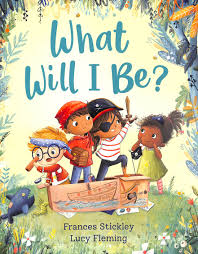 What
Will I Be?
Frances Stickley
Lucy Fleming